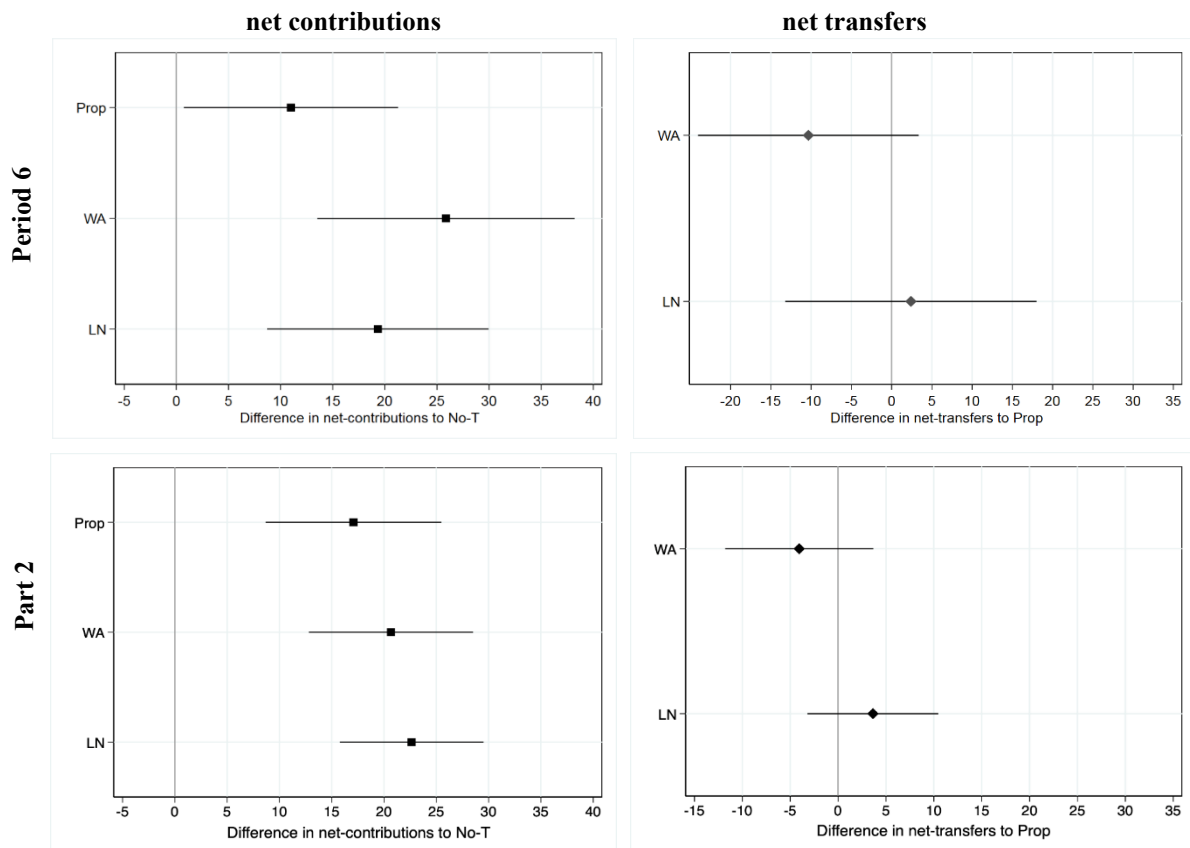 net contributions
net transfers
Period 6
Prop
WA
LN
-5 0 5 10 15 20 25 30 35 40
Difference in net-contributions to No-T
WA
LN
-20 -15 -10 -5 0 5 10 15 20 25 30 35
Difference in net-transfers to Prop
Part 2
Prop
WA
LN
-5 0 5 10 15 20 25 30 35 40
Difference in net-contributions to No-T
WA
LN
-15 -10 -5 0 5 10 15 20 25 30 35
Difference in net-transfers to Prop